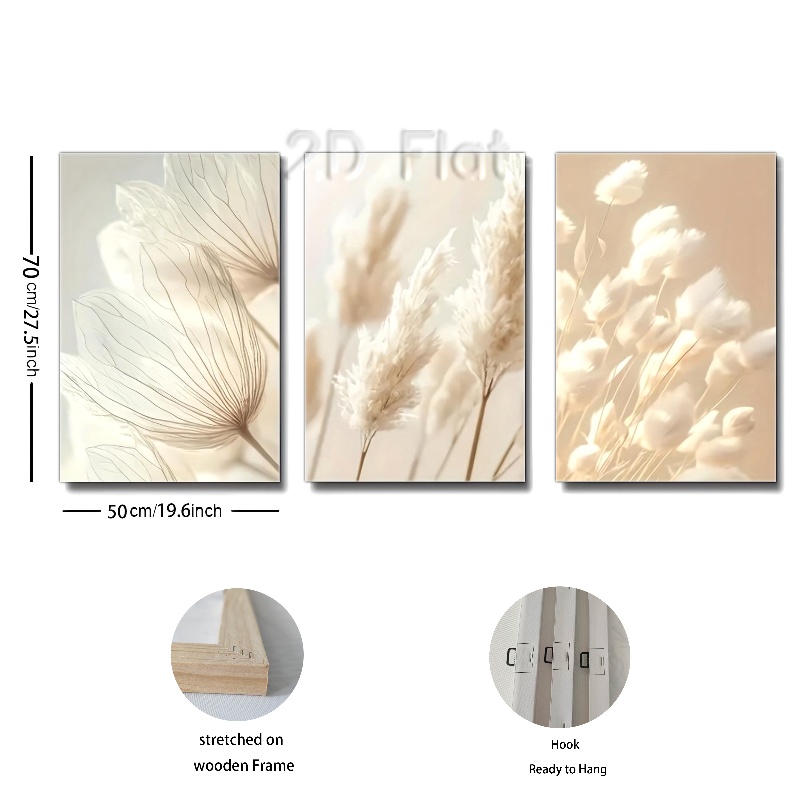 2D Flat
70 cm/27.5inch
50cm/19.6inch
stretched on
wooden Frame
Hook
Ready to Hang